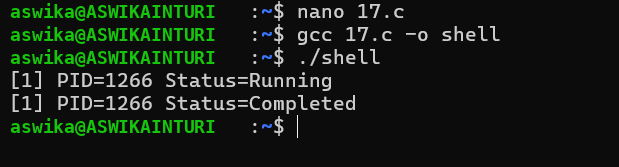 aswika@ASWIKAINTURI   :~$ nano 17.c
aswika@ASWIKAINTURI   :~$ gcc 17.c -o shell
aswika@ASWIKAINTURI   :~$ ./shell
[1] PID=1266 Status=Running
[1] PID=1266 Status=Completed
aswika@ASWIKAINTURI   :~$